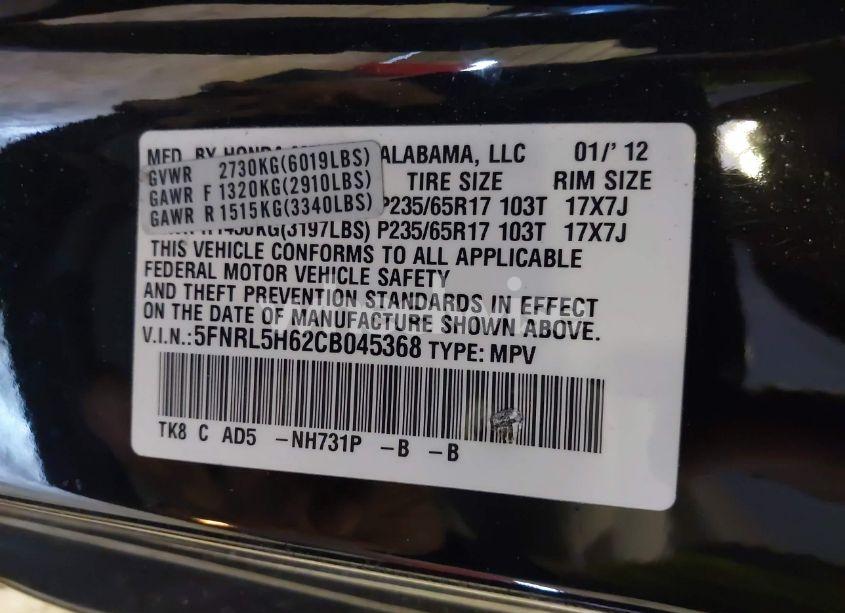 MFD. BY HONDA ALABAMA, LLC 01/'12
GVWR 2730KG(6019LBS)
GAWR F 1320KG(2910LBS) TIRE SIZE RIM SIZE
GAWR R 1515KG(3340LBS) P235/65R17 103T 17X7J
(3197LBS) P235/65R17 103T 17X7J
THIS VEHICLE CONFORMS TO ALL APPLICABLE
FEDERAL MOTOR VEHICLE SAFETY
AND THEFT PREVENTION STANDARDS IN EFFECT
ON THE DATE OF MANUFACTURE SHOWN ABOVE.
V.I.N.:5FNRL5H62CB045368 TYPE: MPV
TK8 C AD5 -NH731P -B -B